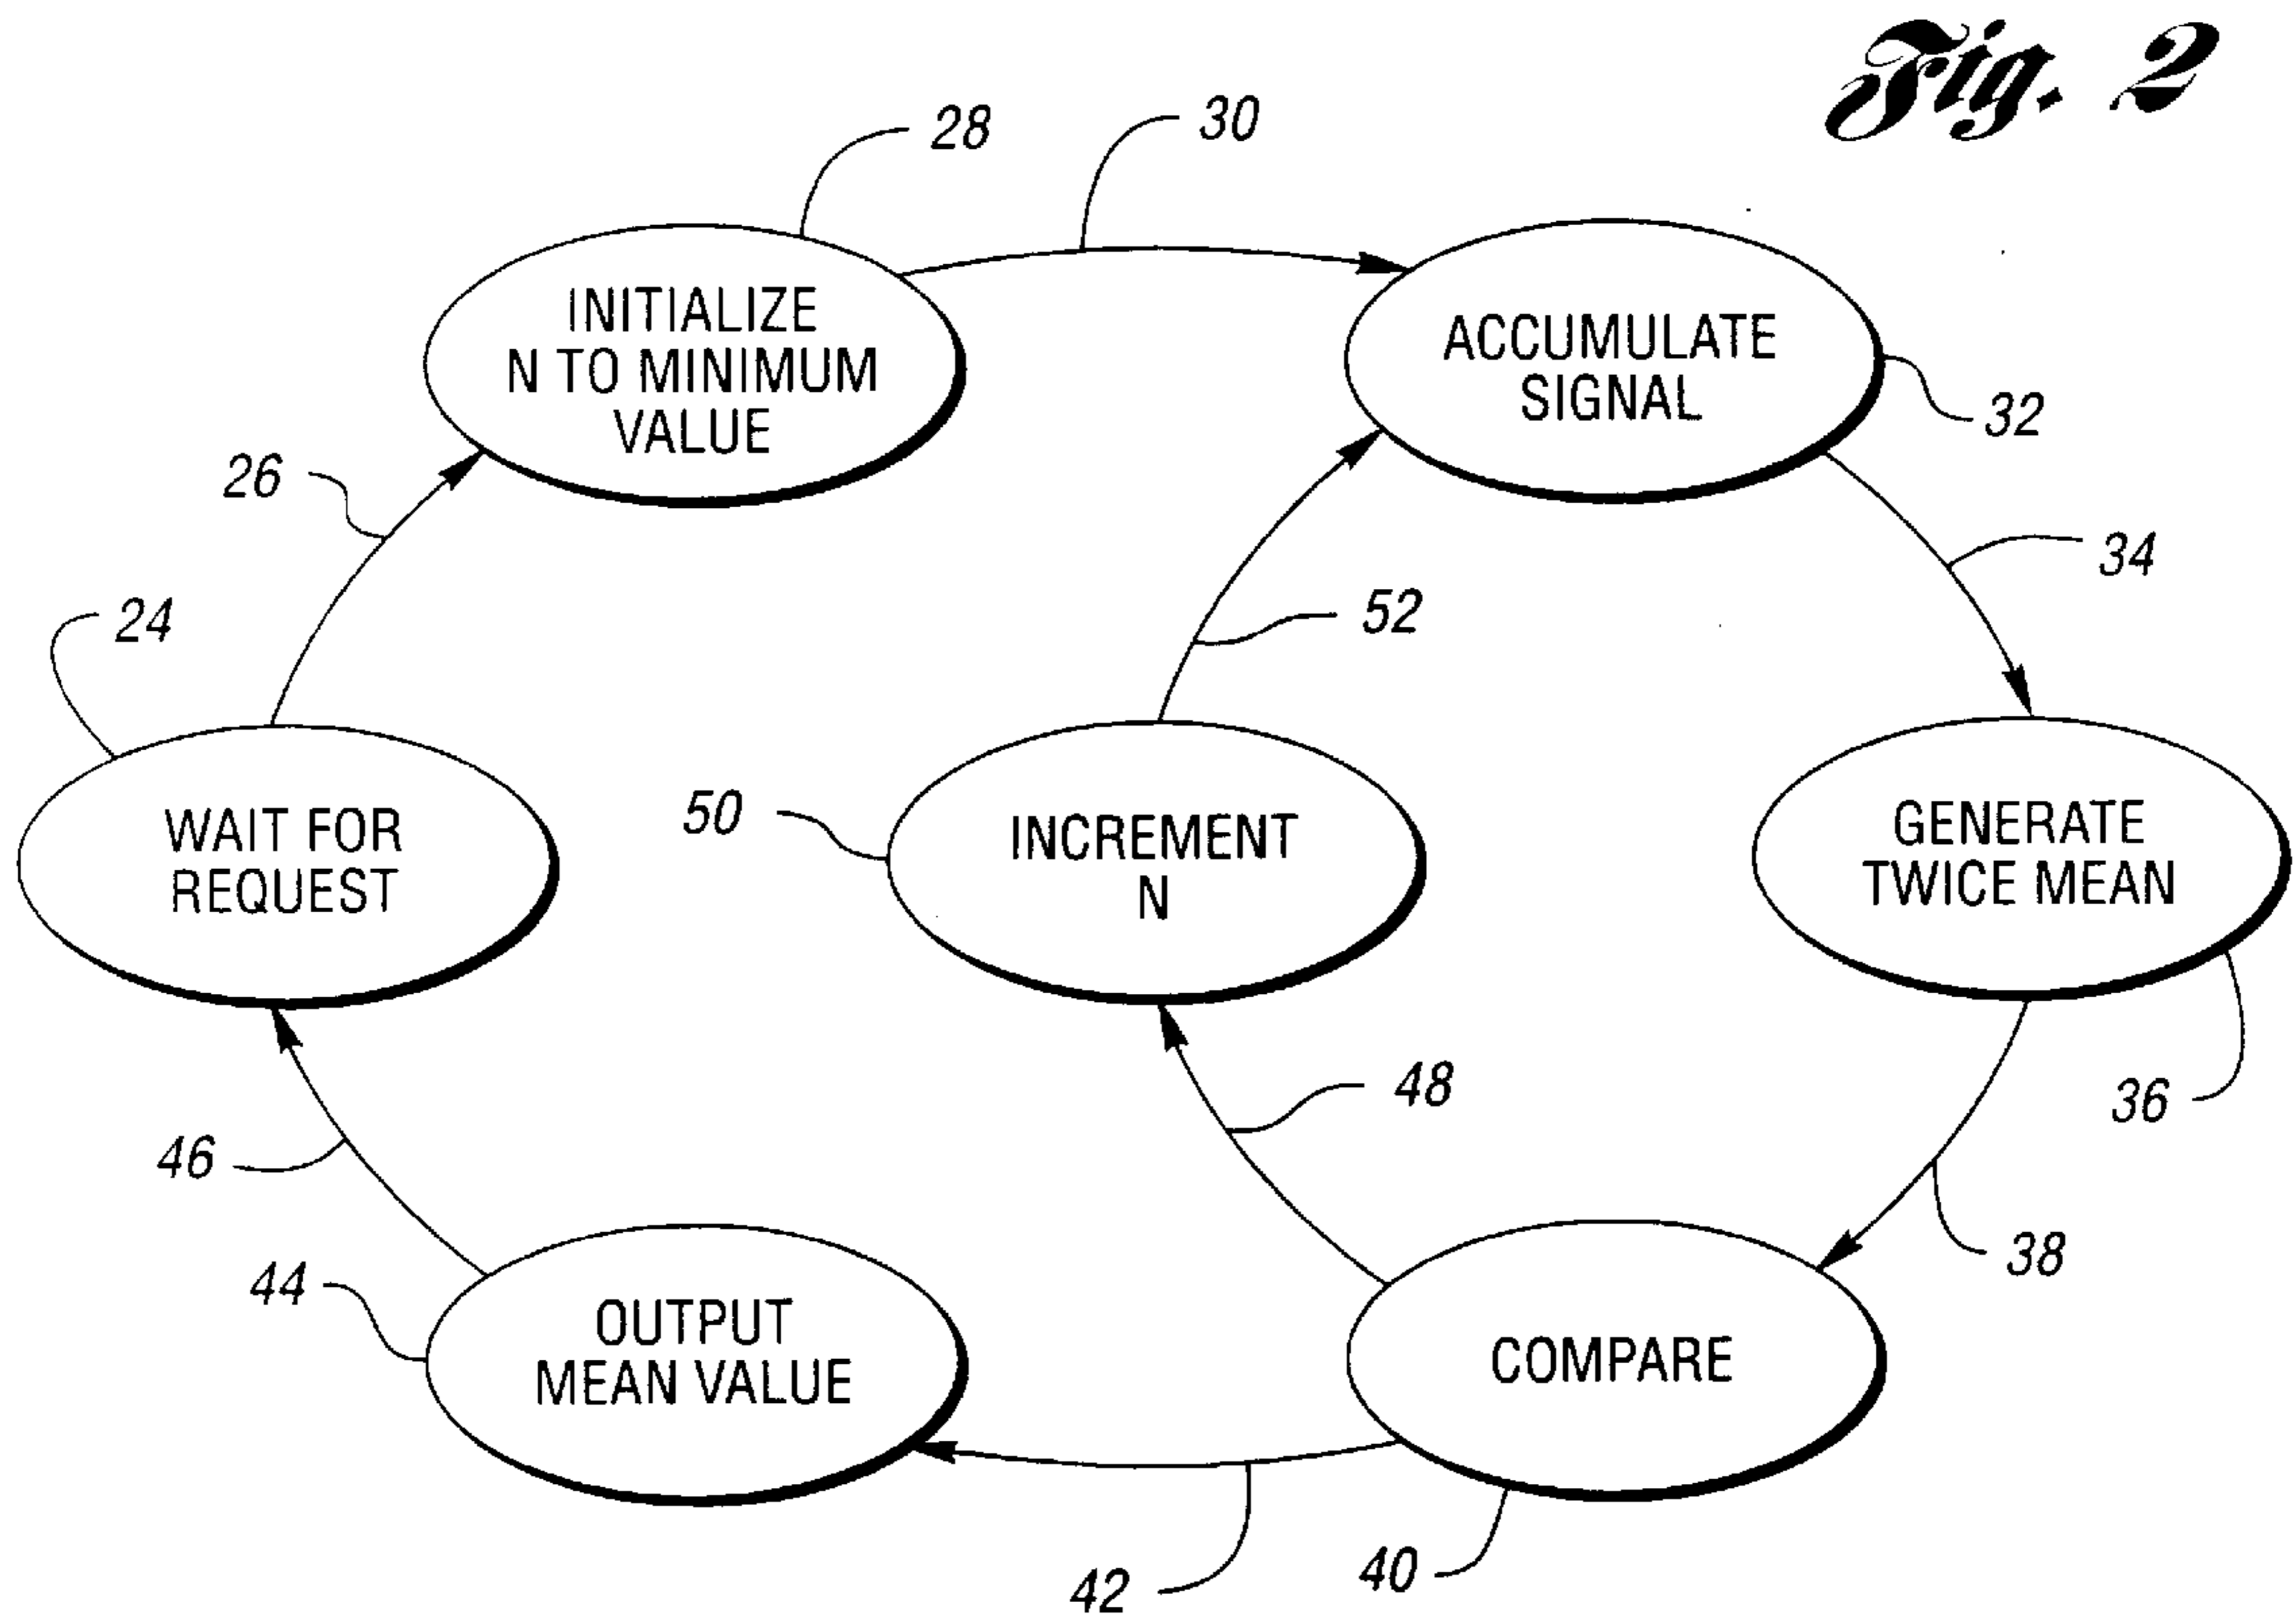 Fig. 2
28
30
INITIALIZE
N TO MINIMUM
VALUE
ACCUMULATE
SIGNAL
32
26
34
24
52
WAIT FOR
REQUEST
50
INCREMENT
N
GENERATE
TWICE MEAN
48
36
46
38
44
OUTPUT
MEAN VALUE
COMPARE
42
40